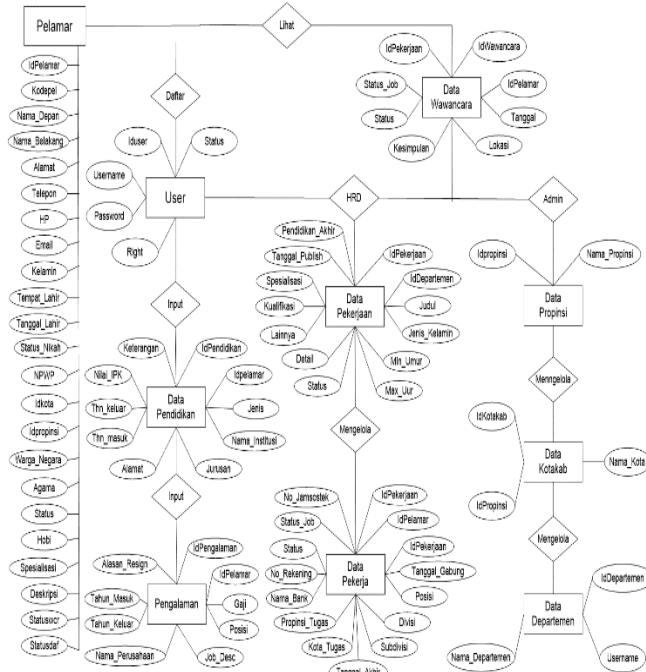 Pelamar
Lihat
IdPelamar
Kodapel
Nama_Depan
Nama_Belakang
Alamat
Telepon
HP
Email
Kelamin
Tempat_Lahir
Tanggal_Lahir
Status_Nikah
NPWP
Idkota
Idpropinsi
Warga_Negara
Agama
Status
Hobi
Spesialisasi
Deskripsi
Statusdaf
Daftar
Iduser
Status
Username
User
Password
Right
IdPekerjaan
IdWawancara
Status_Job
Data
Wawancara
IdPelamar
Status
Tanggal
Kesimpulan
Lokasi
HRD
Admin
Input
Keterangan
IdPendidikan
Nilai_IPK
Idpelamar
Thn_keluar
Data
Pendidikan
Jenis
Thn_masuk
Nama_Institusi
Alamat
Jurusan
Input
IdPengalaman
Alasan_Resign
IdPelamar
Tahun_Masuk
Pengalaman
Gaji
Tahun_Keluar
Posisi
Nama_Perusahaan
Job_Desc
Pendidikan_Akhir
Tanggal_Publish
IdPekerjaan
Spesialisasi
IdDepartemen
Kualifikasi
Data
Pekerjaan
Judul
Lainnya
Jenis_Kelamin
Detail
Min_Umur
Status
Max_Uur
Mengelola
No_Jamsostek
IdPekerjaan
Status_Job
IdPelamar
Status
IdPekerjaan
No_Rekening
Data
Pekerja
Tanggal_Gabung
Nama_Bank
Posisi
Propinsi_Tugas
Divisi
Kota_Tugas
Subdivisi
Tanggal_Akhir
Idpropinsi
Nama_Propinsi
Data
Propinsi
Menngelola
IdKotakab
Data
Kotakab
Nama_Kota
IdPropinsi
Mengelola
IdDepartemen
Data
Departemen
Nama_Departemen
Username